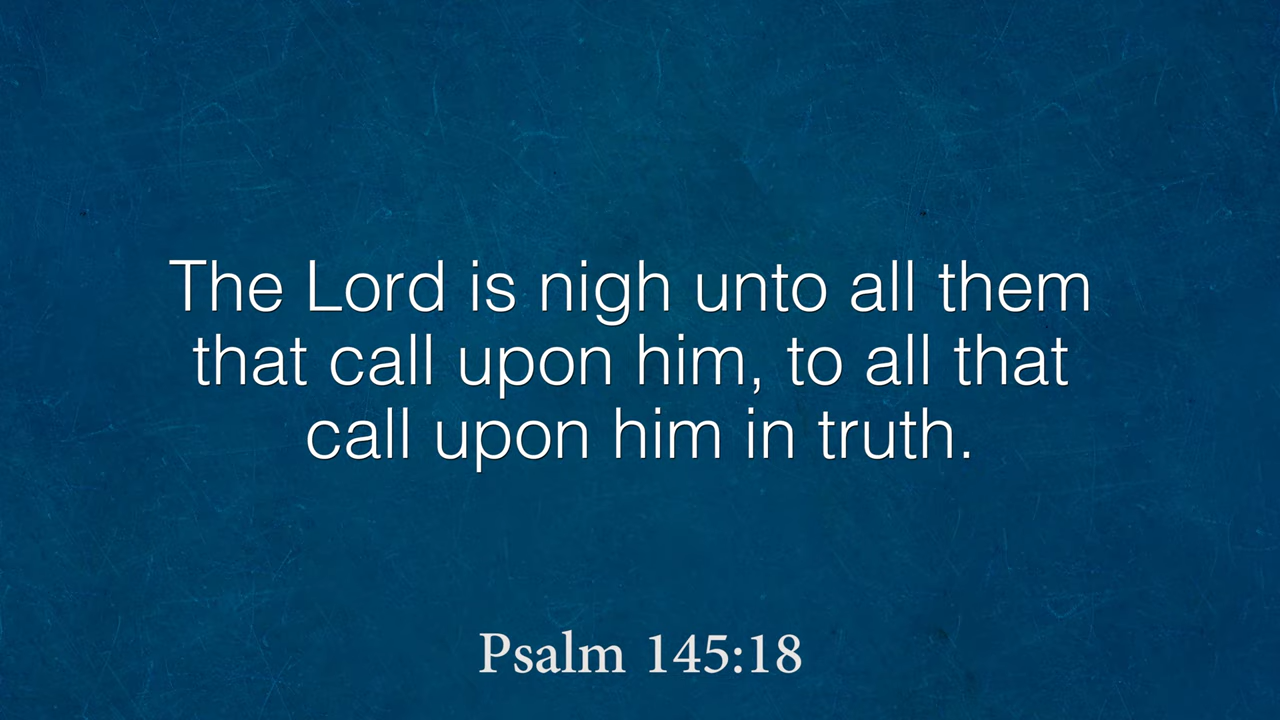 The Lord is nigh unto all them
that call upon him, to all that
call upon him in truth.
Psalm 145:18